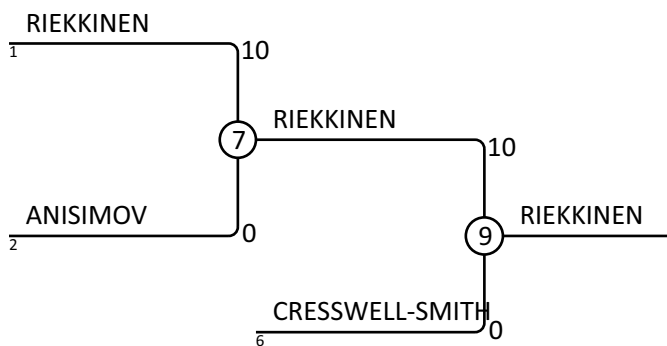 RIEKKINEN
1
10
7
RIEKKINEN
10
ANISIMOV
2
0
9
RIEKKINEN
CRESSWELL-SMITH
6
0